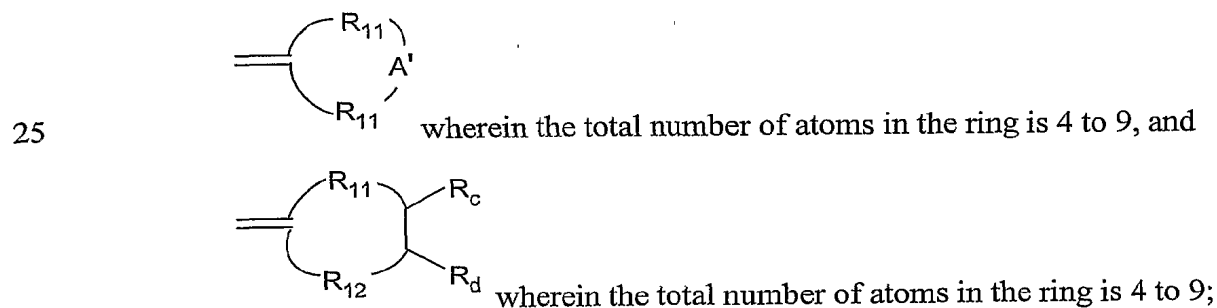 R11
A'
R11
25 wherein the total number of atoms in the ring is 4 to 9, and
R11 Rc
R12 Rd wherein the total number of atoms in the ring is 4 to 9;